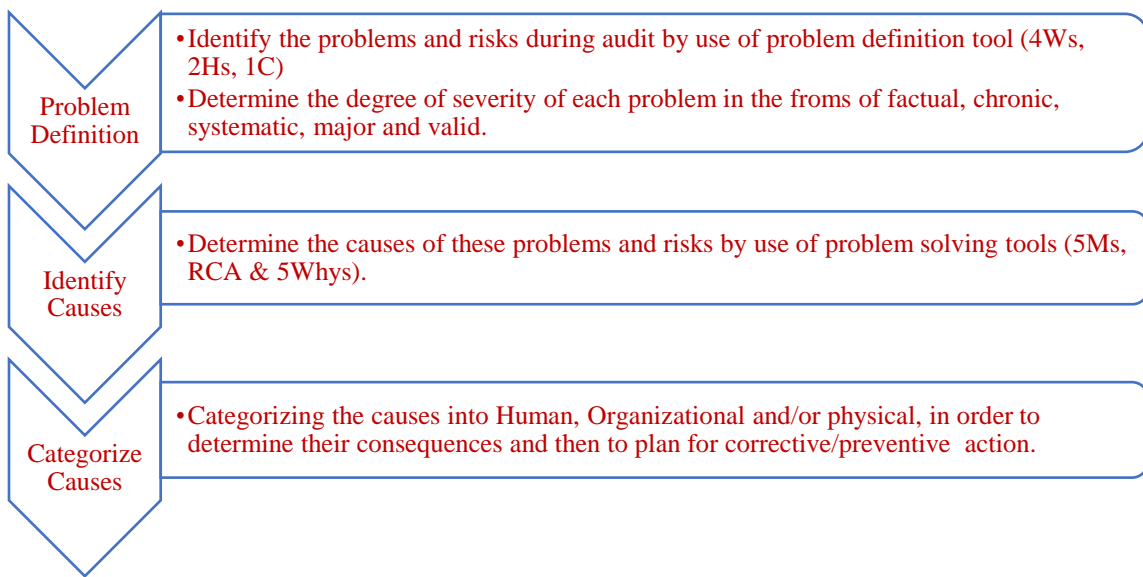 Problem
Definition
•Identify the problems and risks during audit by use of problem definition tool (4Ws,
2Hs, 1C)
•Determine the degree of severity of each problem in the froms of factual, chronic,
systematic, major and valid.
Identify
Causes
•Determine the causes of these problems and risks by use of problem solving tools (5Ms,
RCA & 5Whys).
Categorize
Causes
•Categorizing the causes into Human, Organizational and/or physical, in order to
determine their consequences and then to plan for corrective/preventive action.